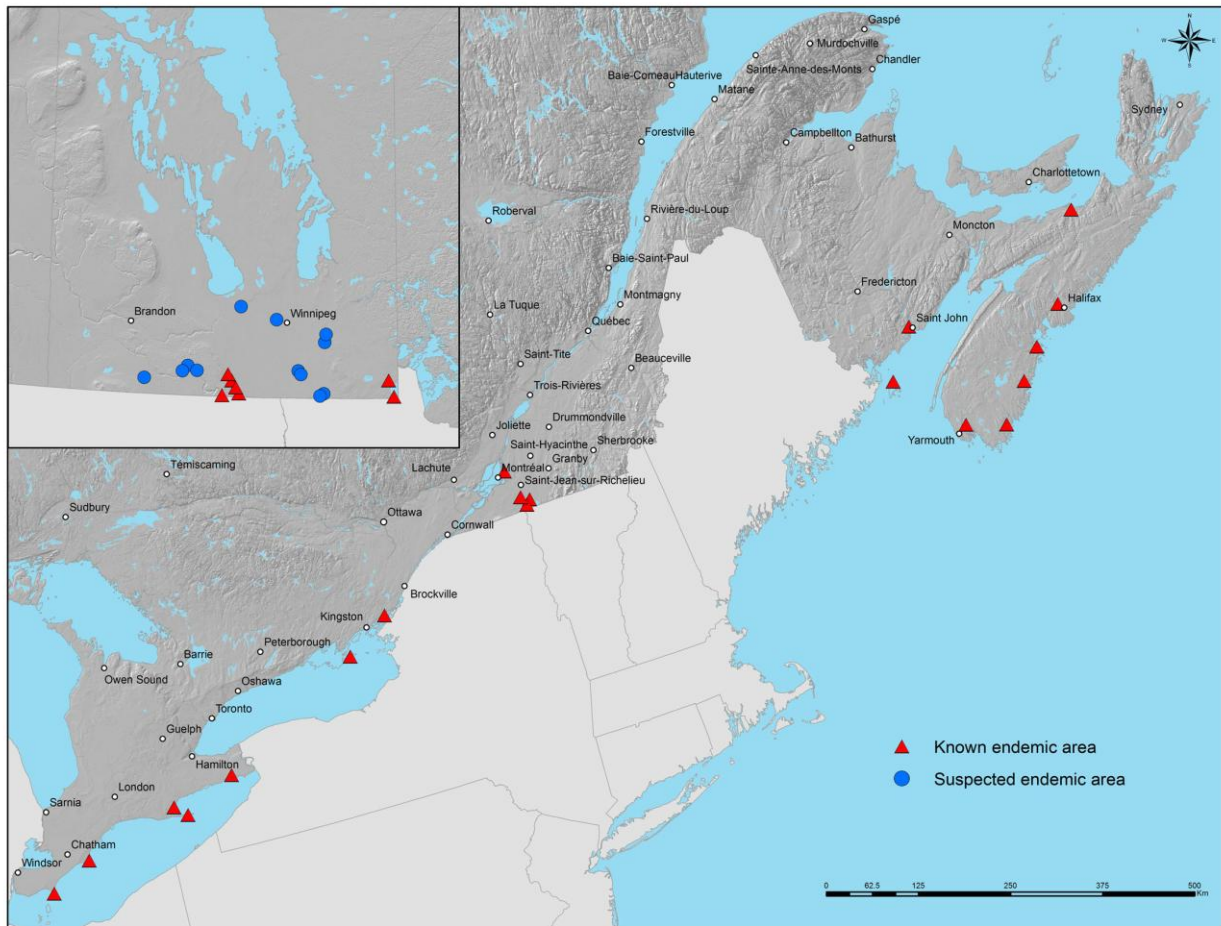 Gaspé
Murdochville
N
W
E
S
Sainte-Anne-des-Monts
Chandler
Baie-ComeauHauterive
Matane
Sydney
Forestville
Campbellton
Bathurst
Charlottetown
Roberval
Rivière-du-Loup
Moncton
Baie-Saint-Paul
Fredericton
La Tuque
Montmagny
Halifax
Brandon
Winnipeg
Québec
Saint John
Saint-Tite
Beauceville
Trois-Rivières
Drummondville
Joliette
Saint-Hyacinthe
Sherbrooke
Yarmouth
Granby
Témiscaming
Lachute
Montréal
Saint-Jean-sur-Richelieu
Sudbury
Ottawa
Cornwall
Brockville
Kingston
Peterborough
Barrie
Owen Sound
Oshawa
Toronto
Guelph
Hamilton
Known endemic area
Suspected endemic area
London
Sarnia
Chatham
Windsor
0 62.5 125 250 375 500
Km